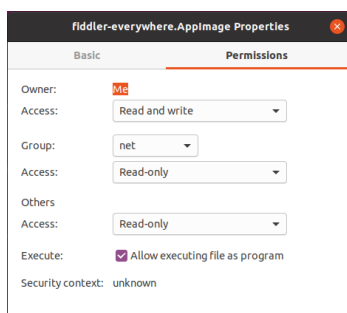 fiddler-everywhere.AppImage Properties
Basic Permissions
Owner: Me
Access: Read and write
Group: net
Access: Read-only
Others
Access: Read-only
Execute: Allow executing file as program
Security context: unknown